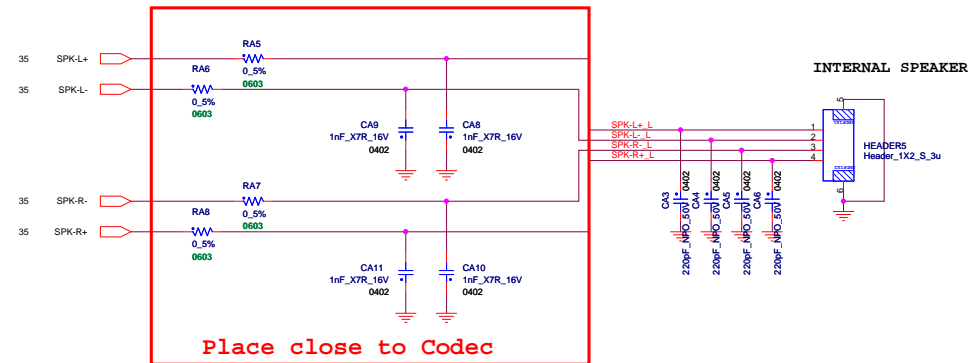 35 SPK-L+
RA5
0_5%
0603
35 SPK-L-
RA6
0_5%
0603
CA9
1nF_X7R_16V
0402
CA8
1nF_X7R_16V
0402
35 SPK-R-
RA7
0_5%
0603
35 SPK-R+
RA8
0_5%
0603
CA11
1nF_X7R_16V
0402
CA10
1nF_X7R_16V
0402
Place close to Codec
INTERNAL SPEAKER
SPK-L+_L
SPK-L-_L
SPK-R-_L
SPK-R+_L
1
2
3
4
5
6
HEADER5
Header_1X2_S_3u
CA3
220pF_NPO_50V
0402
CA4
220pF_NPO_50V
0402
CA5
220pF_NPO_50V
0402
CA6
220pF_NPO_50V
0402